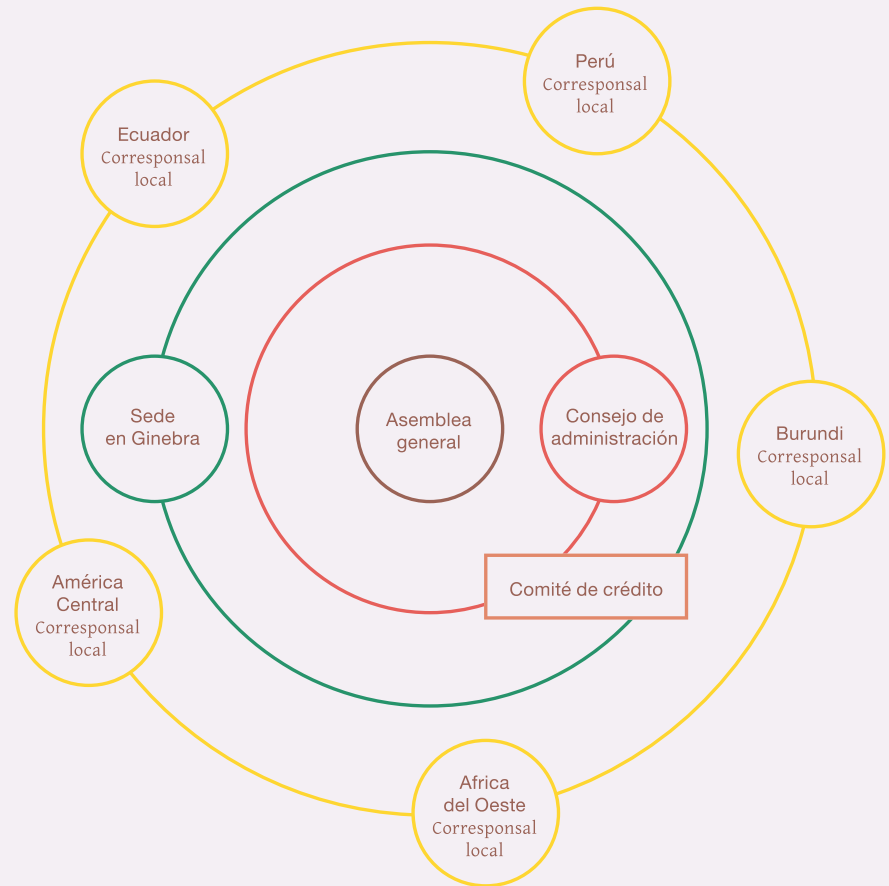 Perú
Corresponsal
local
Ecuador
Corresponsal
local
Sede
en Ginebra
Asemblea
general
Consejo de
administración
Burundi
Corresponsal
local
Comité de crédito
América
Central
Corresponsal
local
Africa
del Oeste
Corresponsal
local